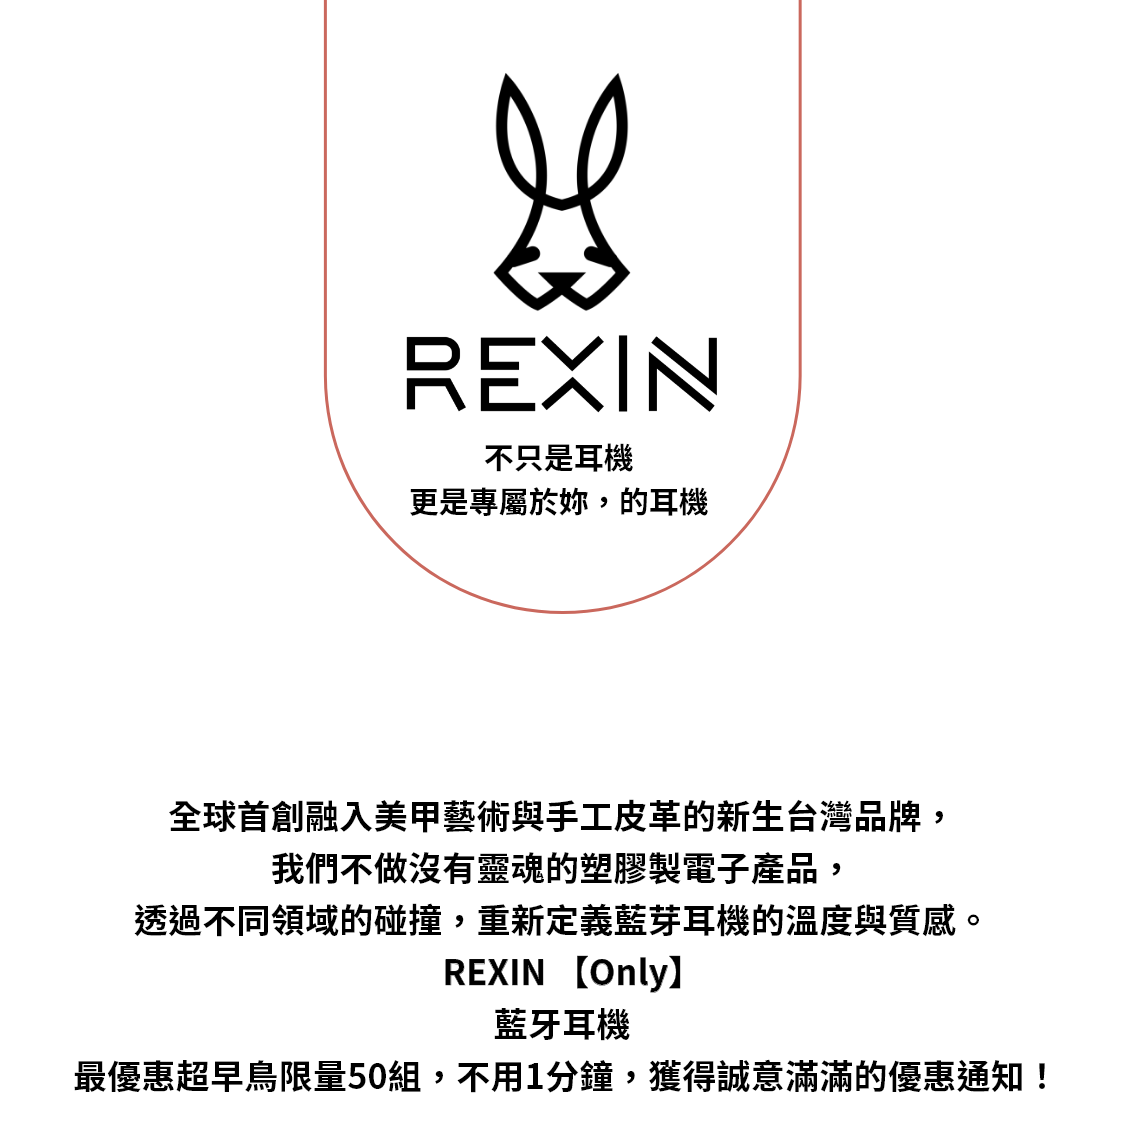 REXIN
不只是耳機
更是專屬於妳，的耳機
全球首創融入美甲藝術與手工皮革的新生台灣品牌，
我們不做沒有靈魂的塑膠製電子產品，
透過不同領域的碰撞，重新定義藍芽耳機的溫度與質感。
REXIN 【Only】
藍牙耳機
最優惠超早鳥限量50組，不用1分鐘，獲得誠意滿滿的優惠通知！